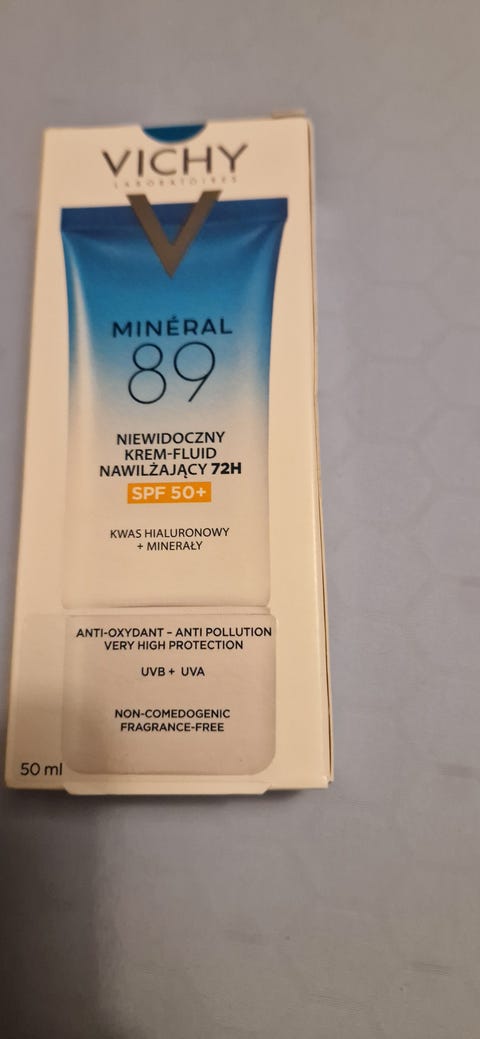 VICHY
LABORATOIRES
MINÉRAL
89
NIEWIDOCZNY
KREM-FLUID
NAWILŻAJĄCY 72H
SPF 50+
KWAS HIALURONOWY
+ MINERAŁY
ANTI-OXYDANT – ANTI POLLUTION
VERY HIGH PROTECTION
UVB + UVA
NON-COMEDOGENIC
FRAGRANCE-FREE
50 ml